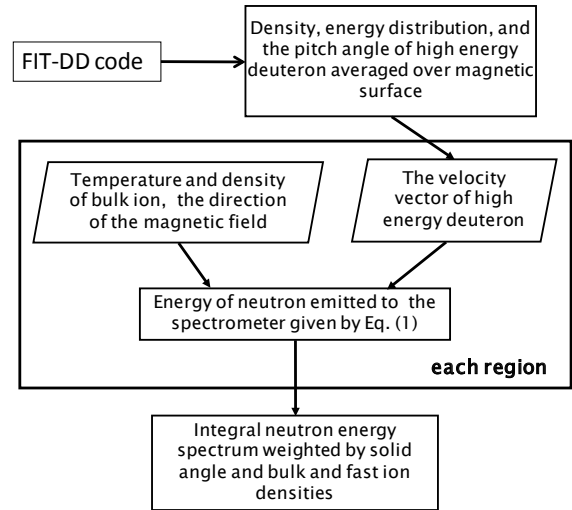 FIT-DD code
Density, energy distribution, and
the pitch angle of high energy
deuteron averaged over magnetic
surface
Temperature and density
of bulk ion, the direction
of the magnetic field
The velocity
vector of high
energy deuteron
Energy of neutron emitted to the
spectrometer given by Eq. (1)
each region
Integral neutron energy
spectrum weighted by solid
angle and bulk and fast ion
densities